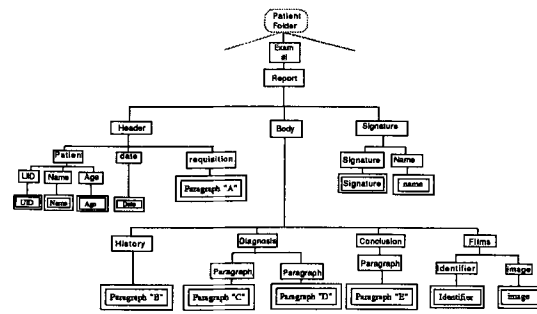 Patient
Folder
Exam
si
Report
Header
Body
Signature
Patient
date
requisition
Signature
Name
UID
Name
Age
UID
Name
Age
Date
Paragraph "A"
Signature
name
History
Diagnosis
Conclusion
Films
Paragraph
Paragraph
Paragraph
Identifier
image
Paragraph "B"
Paragraph "C"
Paragraph "D"
Paragraph "E"
Identifier
image